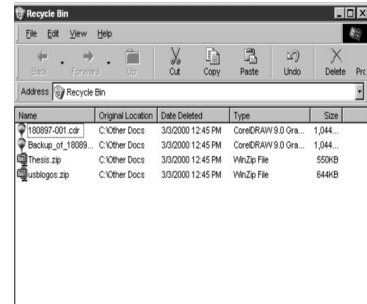 Recycle Bin
File Edit View Help
Back Forward Up Cut Copy Paste Undo Delete Prc
Address Recycle Bin
Name Original Location Date Deleted Type Size
180897-001.cdr C:\Other Docs 3/3/2000 12:45 PM CorelDRAW 9.0 Gra... 1,044...
Backup_of_18089... C:\Other Docs 3/3/2000 12:45 PM CorelDRAW 9.0 Gra... 1,044...
Thesis.zip C:\Other Docs 3/3/2000 12:45 PM WinZip File 550KB
usblogos.zip C:\Other Docs 3/3/2000 12:45 PM WinZip File 644KB